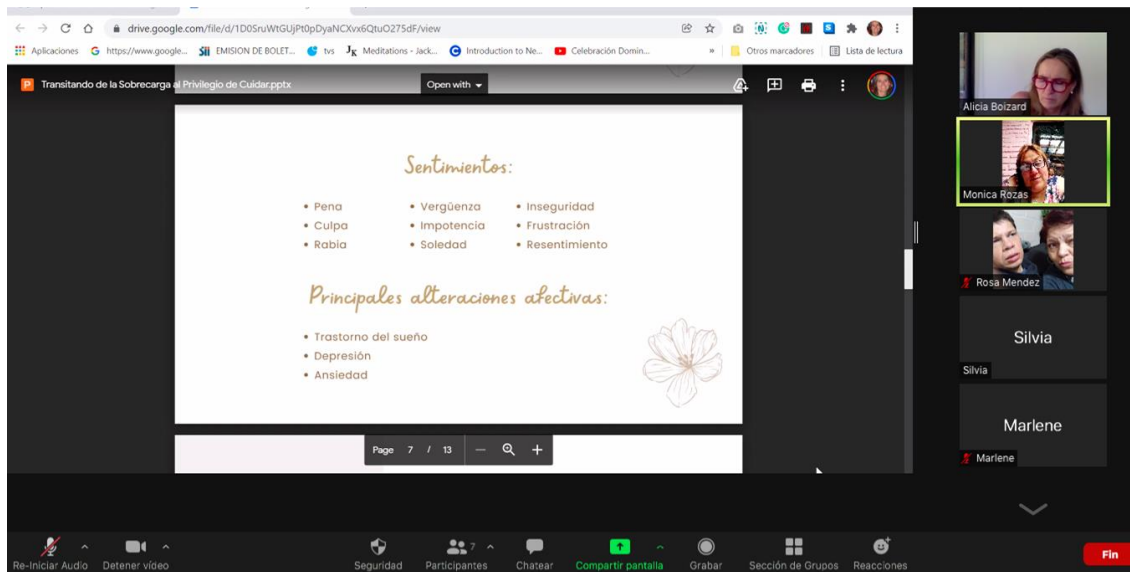 drive.google.com/file/d/1D0SruWtGUjPt0pDyaNCXvx6QtuO275dF/view
Aplicaciones G https://www.google... Sii EMISION DE BOLET... tvs JK Meditations - Jack... Introduction to Ne... Celebración Domin... » Otros marcadores Lista de lectura
P Transitando de la Sobrecarga al Privilegio de Cuidar.pptx Open with
Sentimientos:
• Pena • Vergüenza • Inseguridad
• Culpa • Impotencia • Frustración
• Rabia • Soledad • Resentimiento
Principales alteraciones afectivas:
• Trastorno del sueño
• Depresión
• Ansiedad
Page 7 / 13
Alicia Boizard
Monica Rozas
Rosa Mendez
Silvia
Silvia
Marlene
Marlene
Re-Iniciar Audio Detener vídeo Seguridad Participantes 7 Chatear Compartir pantalla Grabar Sección de Grupos Reacciones Fin